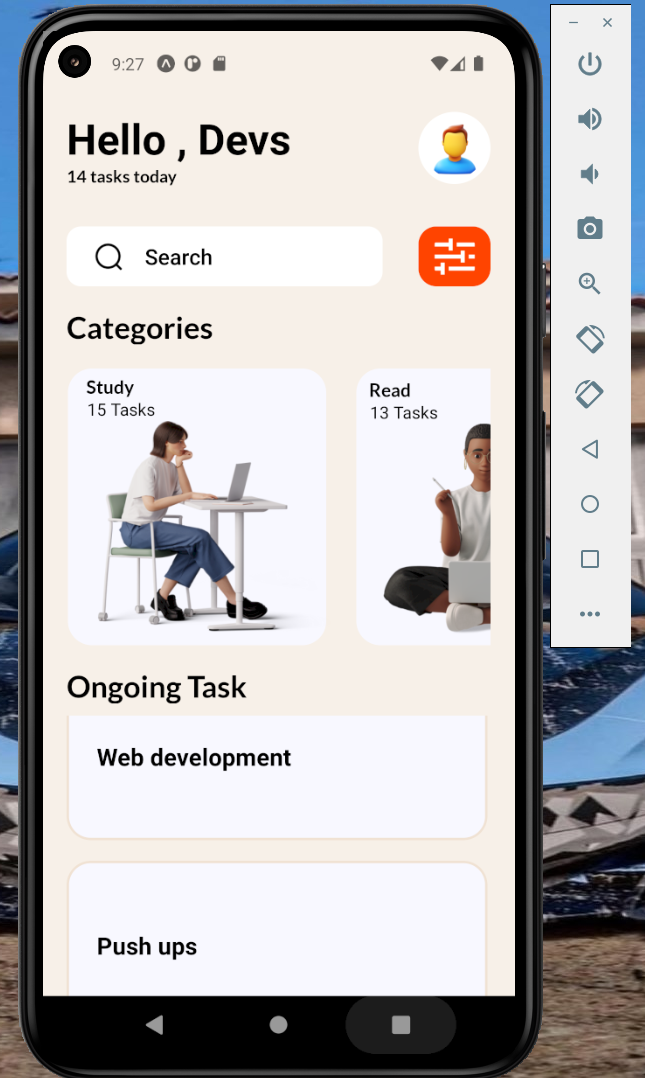 9:27
Hello , Devs
14 tasks today
Search
Categories
Study
15 Tasks
Read
13 Tasks
Ongoing Task
Web development
Push ups